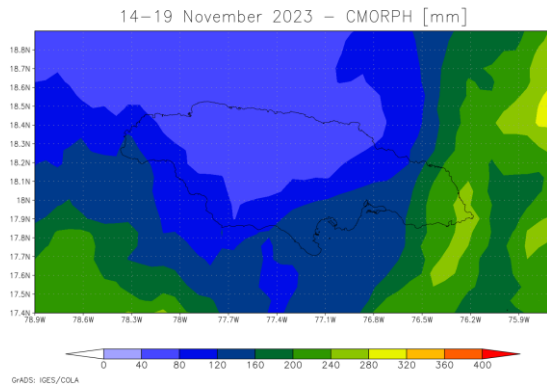 14-19 November 2023 - CMORPH [mm]
18.8N
18.7N
18.6N
18.5N
18.4N
18.3N
18.2N
18.1N
18N
17.9N
17.8N
17.7N
17.6N
17.5N
17.4N
78.9W 78.6W 78.3W 78W 77.7W 77.4W 77.1W 76.8W 76.5W 76.2W 75.9W
0 40 80 120 160 200 240 280 320 360 400
GrADS: IGES/COLA